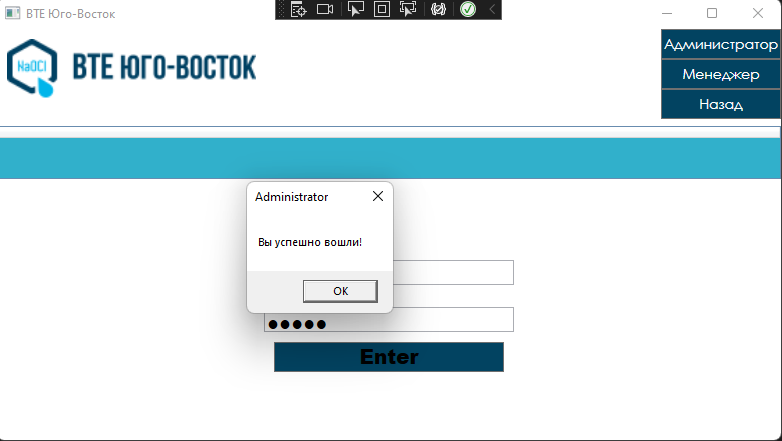 ВТЕ Юго-Восток
NaOCl
ВТЕ ЮГО-ВОСТОК
Администратор
Менеджер
Назад
Administrator
Вы успешно вошли!
OK
Enter